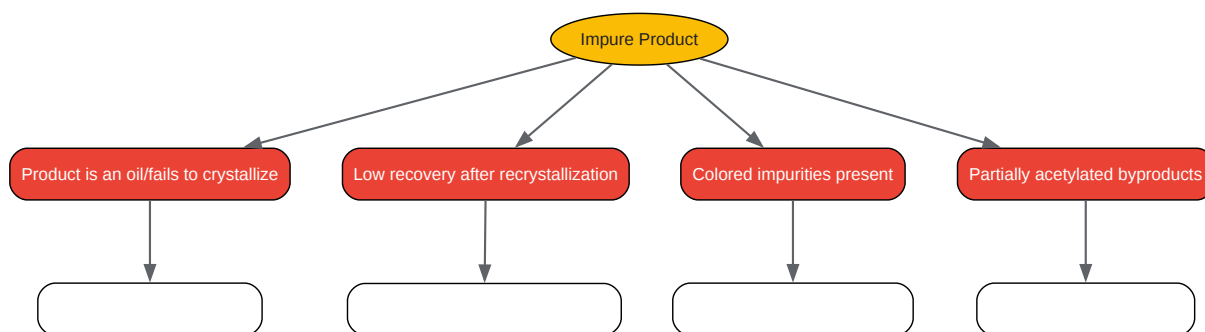 Impure Product
Product is an oil/fails to crystallize
Low recovery after recrystallization
Colored impurities present
Partially acetylated byproducts